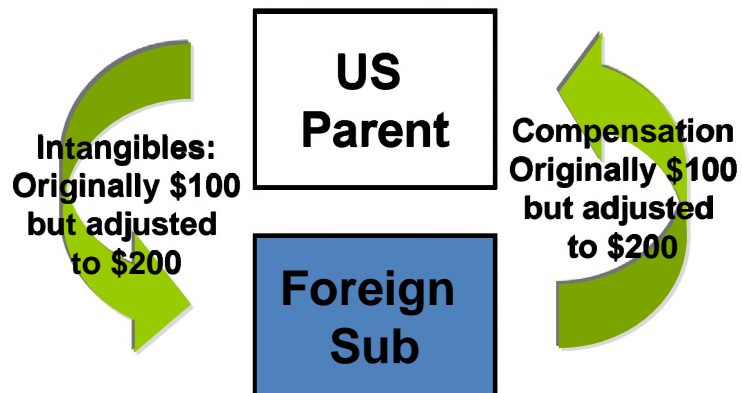 US
Parent
Intangibles:
Originally $100
but adjusted
to $200
Compensation
Originally $100
but adjusted
to $200
Foreign
Sub